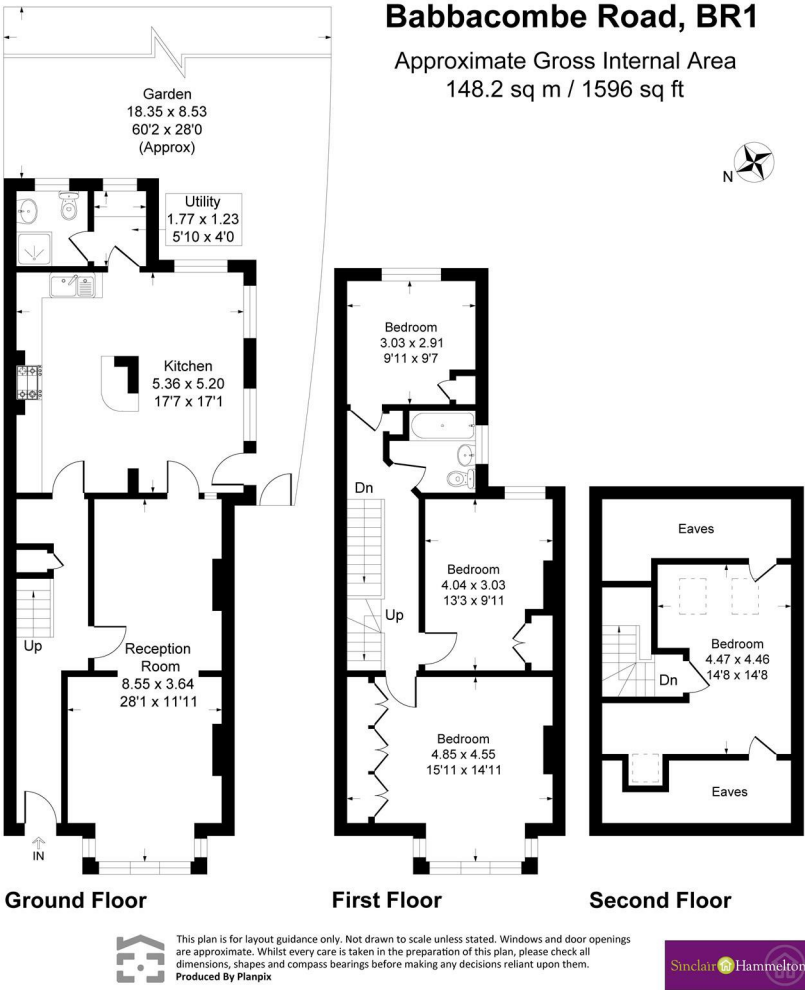 Babbacombe Road, BR1
Approximate Gross Internal Area
148.2 sq m / 1596 sq ft
Garden
18.35 x 8.53
60'2 x 28'0
(Approx)
N
Utility
1.77 x 1.23
5'10 x 4'0
Kitchen
5.36 x 5.20
17'7 x 17'1
Up
Reception
Room
8.55 x 3.64
28'1 x 11'11
IN
Ground Floor
Bedroom
3.03 x 2.91
9'11 x 9'7
Dn
Bedroom
4.04 x 3.03
13'3 x 9'11
Up
Bedroom
4.85 x 4.55
15'11 x 14'11
First Floor
Eaves
Bedroom
4.47 x 4.46
14'8 x 14'8
Dn
Eaves
Second Floor
This plan is for layout guidance only. Not drawn to scale unless stated. Windows and door openings
are approximate. Whilst every care is taken in the preparation of this plan, please check all
dimensions, shapes and compass bearings before making any decisions reliant upon them.
Produced By Planpix
Sinclair Hammelton